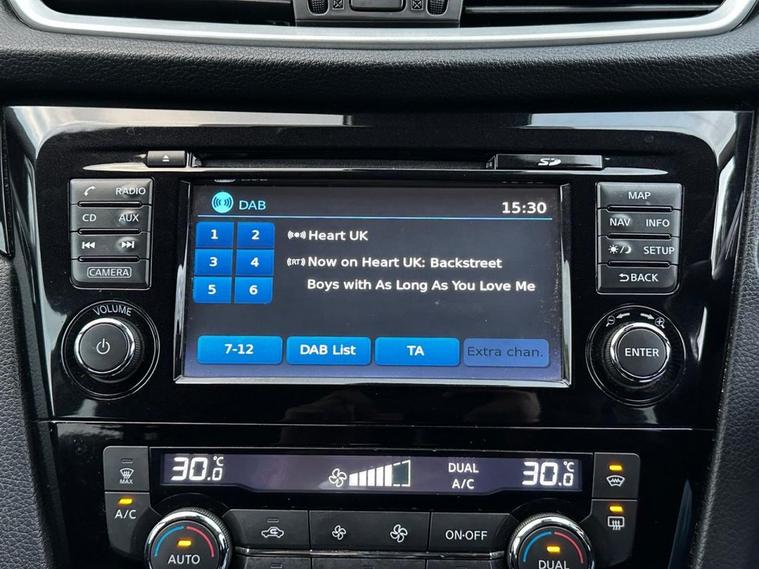 SD
RADIO
CD AUX
CAMERA
VOLUME
DAB 15:30
1 2 Heart UK
3 4 (RT) Now on Heart UK: Backstreet
5 6 Boys with As Long As You Love Me
7-12 DAB List TA Extra chan.
MAP
NAV INFO
SETUP
BACK
ENTER
MAX
A/C
30.0 °C
DUAL
A/C
30.0 °C
AUTO
ON·OFF
DUAL